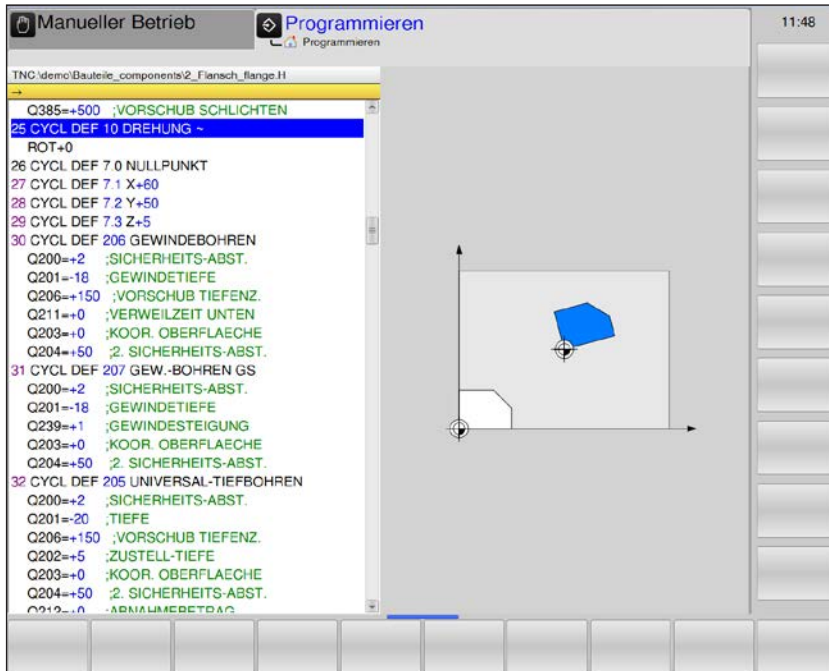 Manueller Betrieb
Programmieren
Programmieren
11:48
TNC:\demo\Bauteile_components\2_Flansch_flange.H
→
Q385=+500 ;VORSCHUB SCHLICHTEN
25 CYCL DEF 10 DREHUNG ~
ROT+0
26 CYCL DEF 7.0 NULLPUNKT
27 CYCL DEF 7.1 X+60
28 CYCL DEF 7.2 Y+50
29 CYCL DEF 7.3 Z+5
30 CYCL DEF 206 GEWINDEBOHREN
Q200=+2 ;SICHERHEITS-ABST.
Q201=-18 ;GEWINDETIEFE
Q206=+150 ;VORSCHUB TIEFENZ.
Q211=+0 ;VERWEILZEIT UNTEN
Q203=+0 ;KOOR. OBERFLAECHE
Q204=+50 ;2. SICHERHEITS-ABST.
31 CYCL DEF 207 GEW.-BOHREN GS
Q200=+2 ;SICHERHEITS-ABST.
Q201=-18 ;GEWINDETIEFE
Q239=+1 ;GEWINDESTEIGUNG
Q203=+0 ;KOOR. OBERFLAECHE
Q204=+50 ;2. SICHERHEITS-ABST.
32 CYCL DEF 205 UNIVERSAL-TIEFBOHREN
Q200=+2 ;SICHERHEITS-ABST.
Q201=-20 ;TIEFE
Q206=+150 ;VORSCHUB TIEFENZ.
Q202=+5 ;ZUSTELL-TIEFE
Q203=+0 ;KOOR. OBERFLAECHE
Q204=+50 ;2. SICHERHEITS-ABST.
Q212=+0 ;ABNAHMEBETRAG